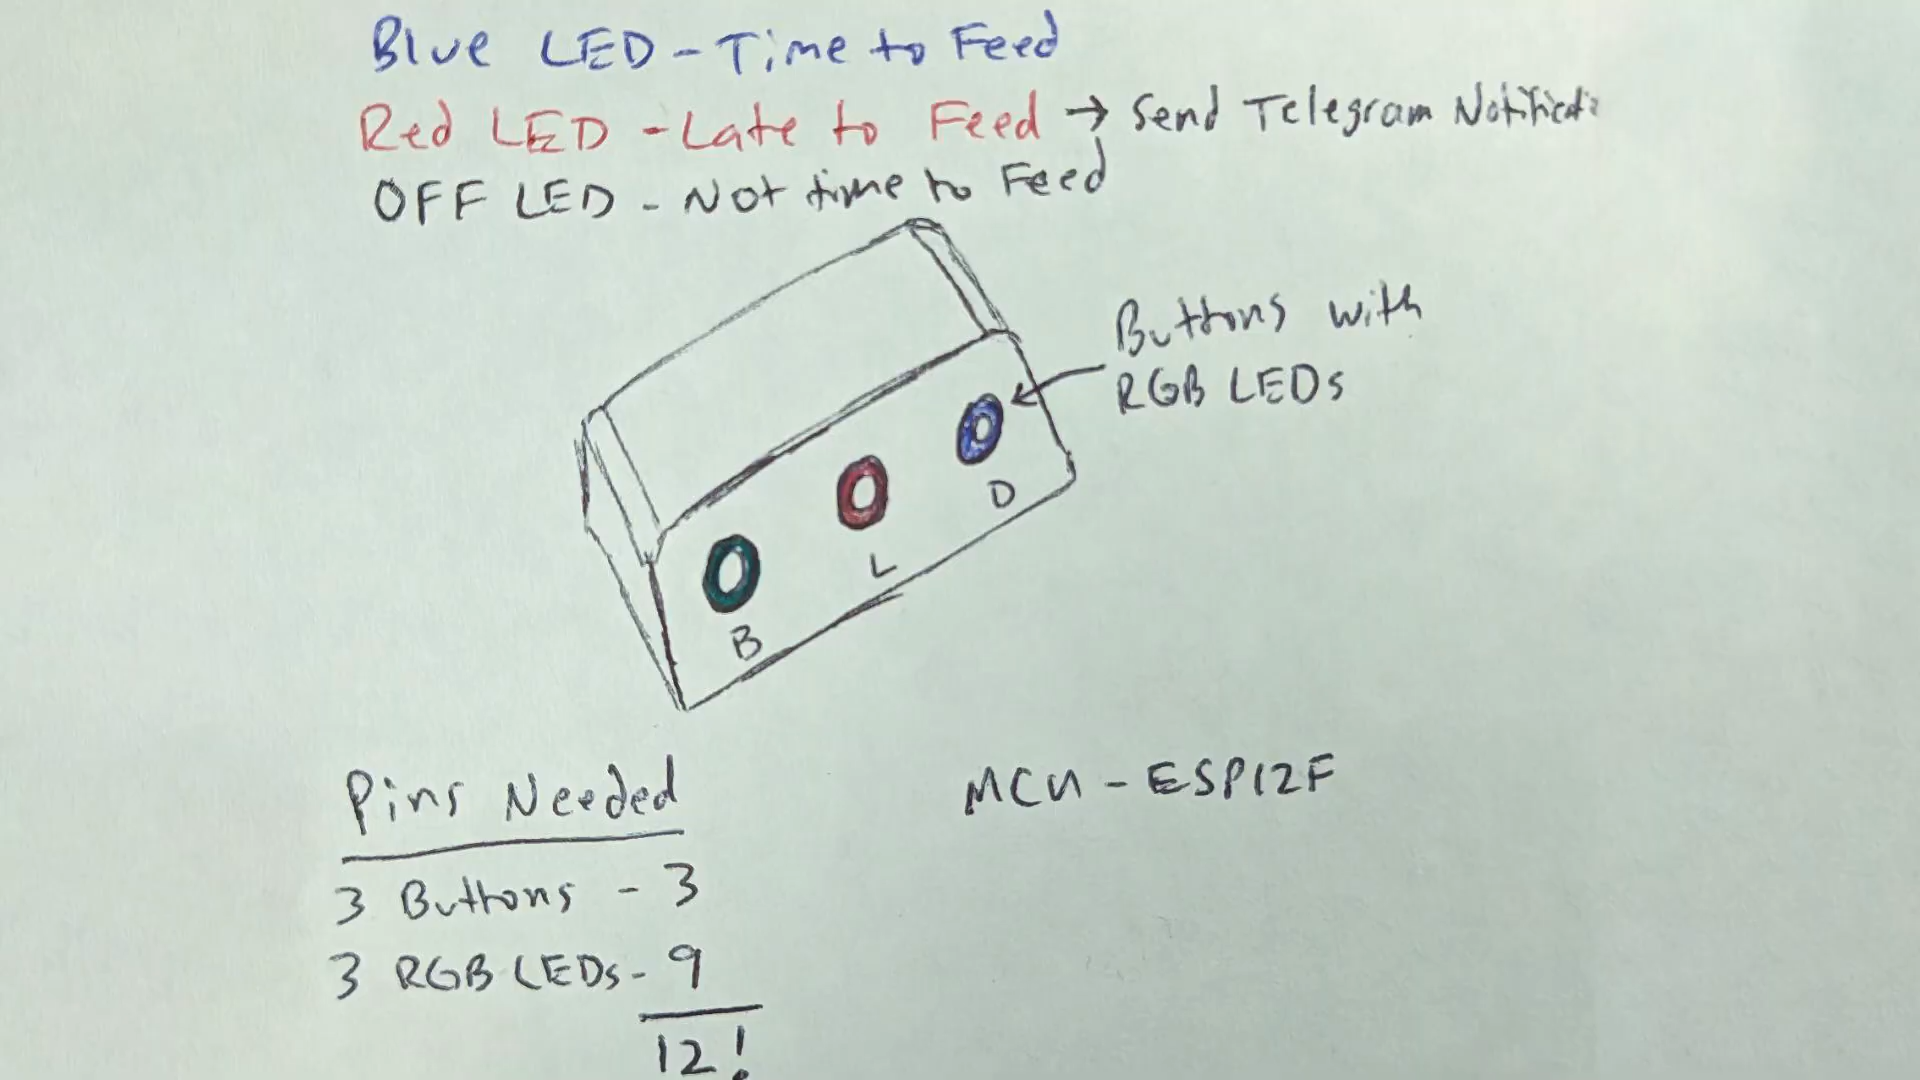 Blue LED - Time to Feed
Red LED - Late to Feed → Send Telegram
OFF LED - Not time to Feed
Buttons with
RGB LEDs
D
L
B
Pins Needed
MCU - ESP12F
3 Buttons - 3
3 RGB LEDs - 9
12!